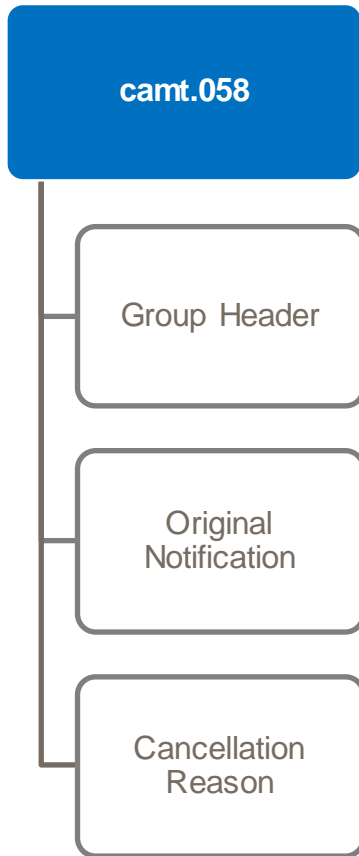 camt.058
Group Header
Original
Notification
Cancellation
Reason